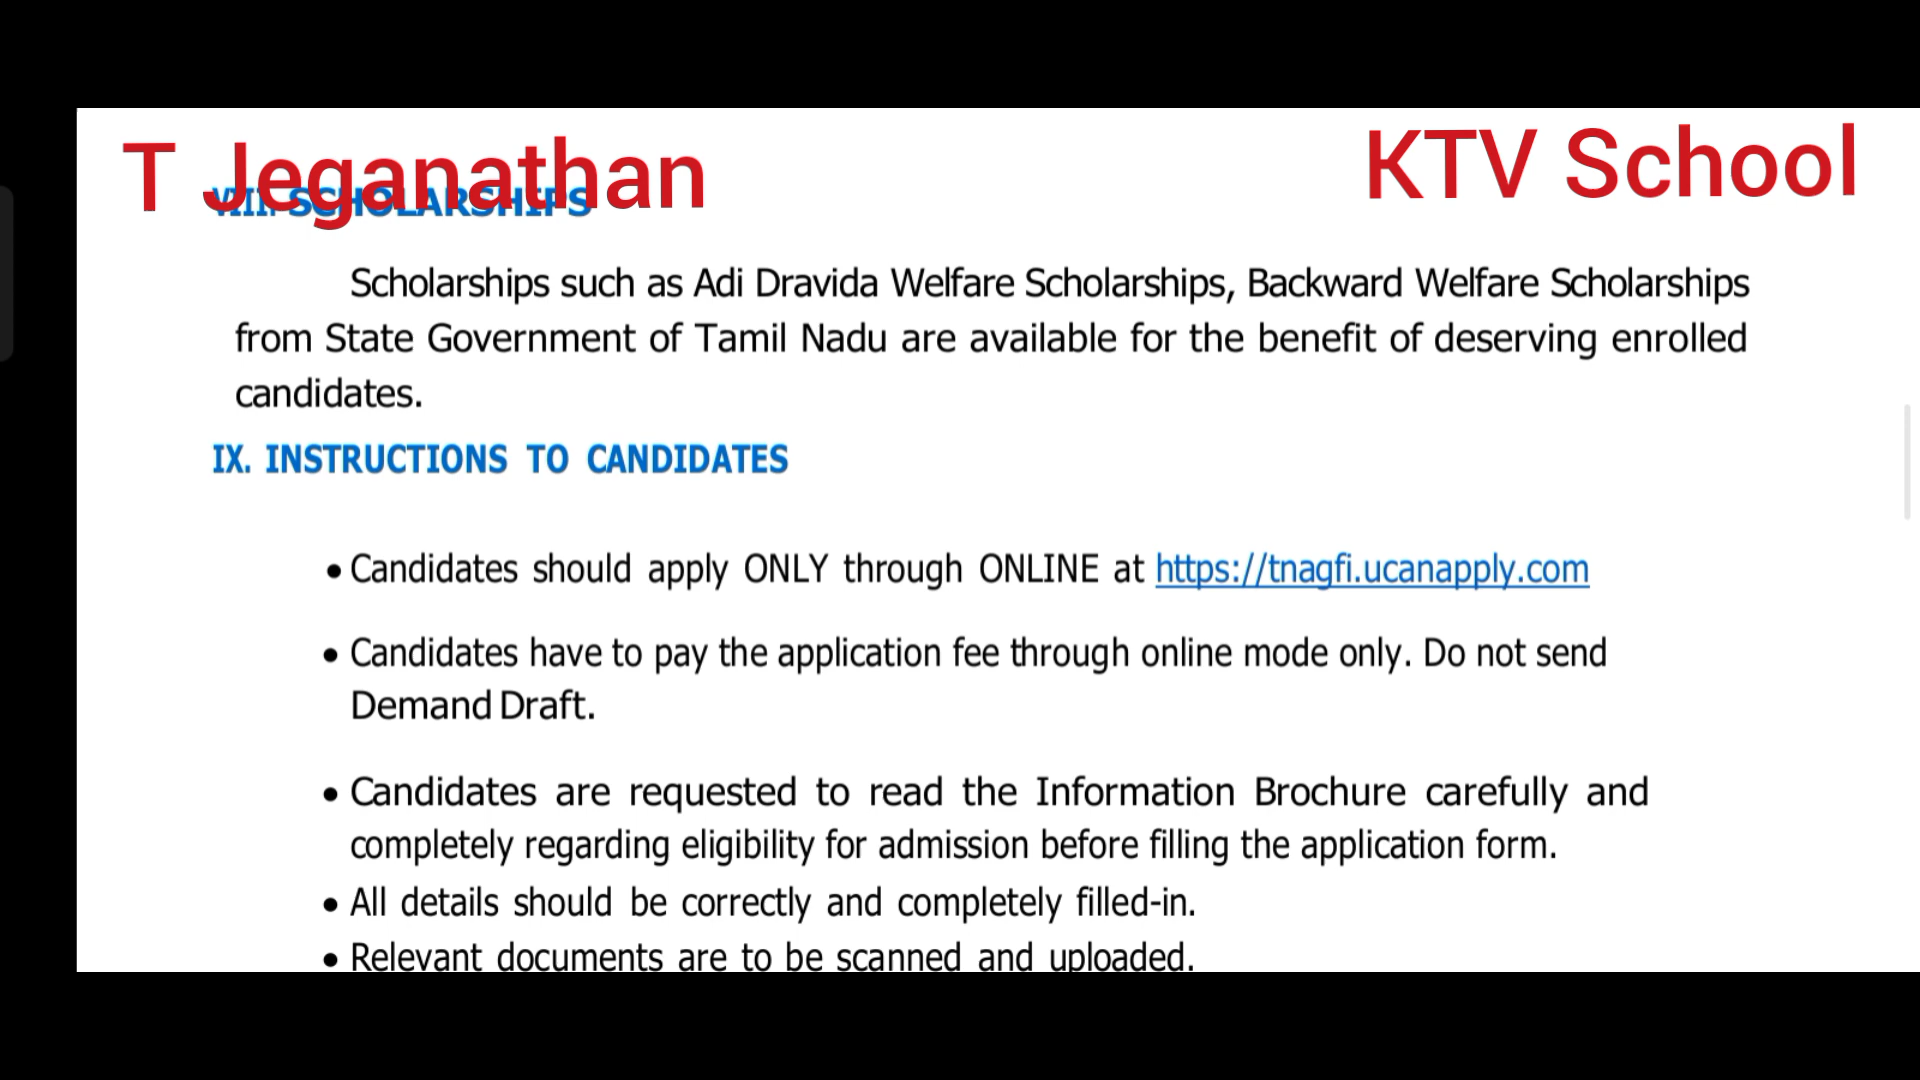 T Jeganathan
KTV School
VIII. SCHOLARSHIPS
Scholarships such as Adi Dravida Welfare Scholarships, Backward Welfare Scholarships
from State Government of Tamil Nadu are available for the benefit of deserving enrolled
candidates.
IX. INSTRUCTIONS TO CANDIDATES
• Candidates should apply ONLY through ONLINE at https://tnagfi.ucanapply.com
• Candidates have to pay the application fee through online mode only. Do not send
Demand Draft.
• Candidates are requested to read the Information Brochure carefully and
completely regarding eligibility for admission before filling the application form.
• All details should be correctly and completely filled-in.
• Relevant documents are to be scanned and uploaded.